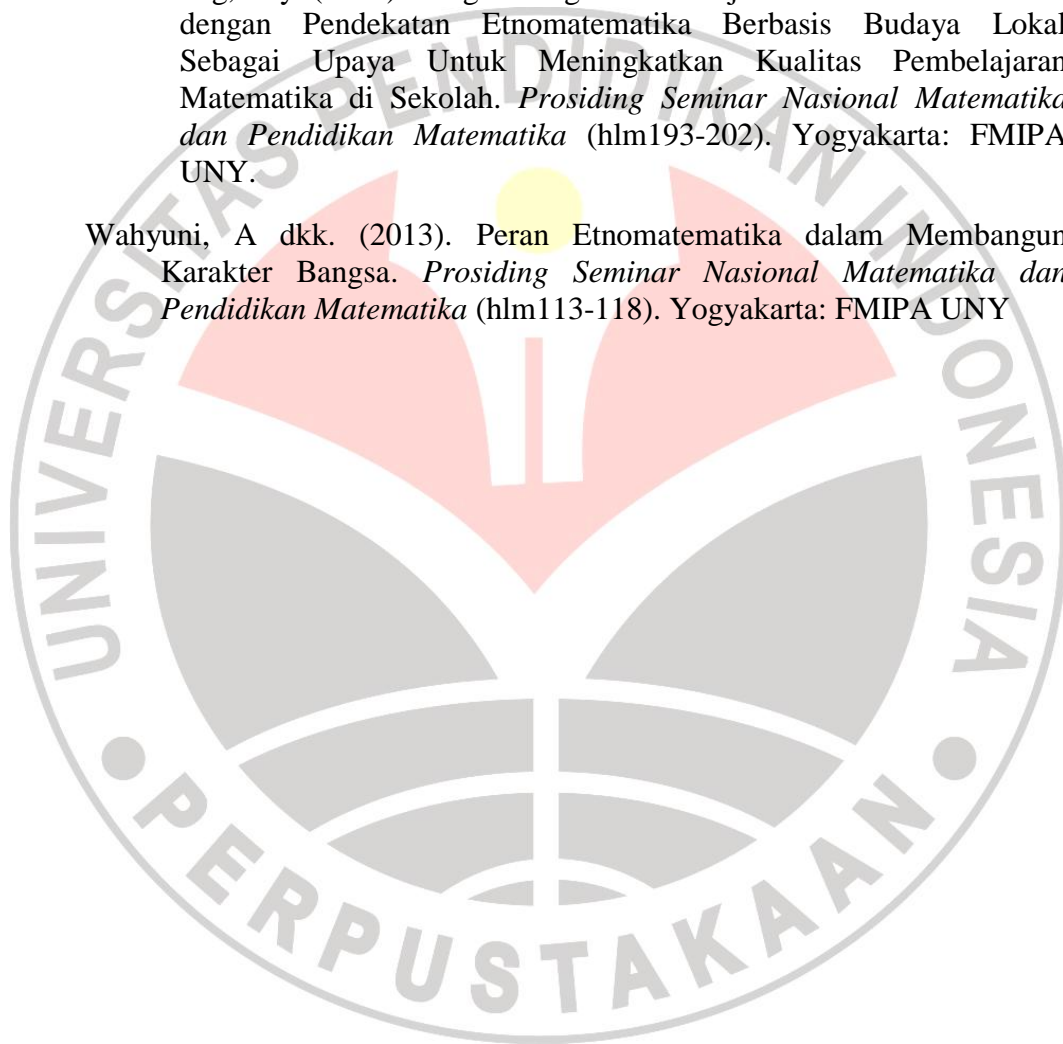 dengan Pendekatan Etnomatematika Berbasis Budaya Lokal
Sebagai Upaya Untuk Meningkatkan Kualitas Pembelajaran
Matematika di Sekolah. Prosiding Seminar Nasional Matematika
dan Pendidikan Matematika (hlm193-202). Yogyakarta: FMIPA
UNY.
Wahyuni, A dkk. (2013). Peran Etnomatematika dalam Membangun
Karakter Bangsa. Prosiding Seminar Nasional Matematika dan
Pendidikan Matematika (hlm113-118). Yogyakarta: FMIPA UNY
UNIVERSITAS PENDIDIKAN INDONESIA
PERPUSTAKAAN